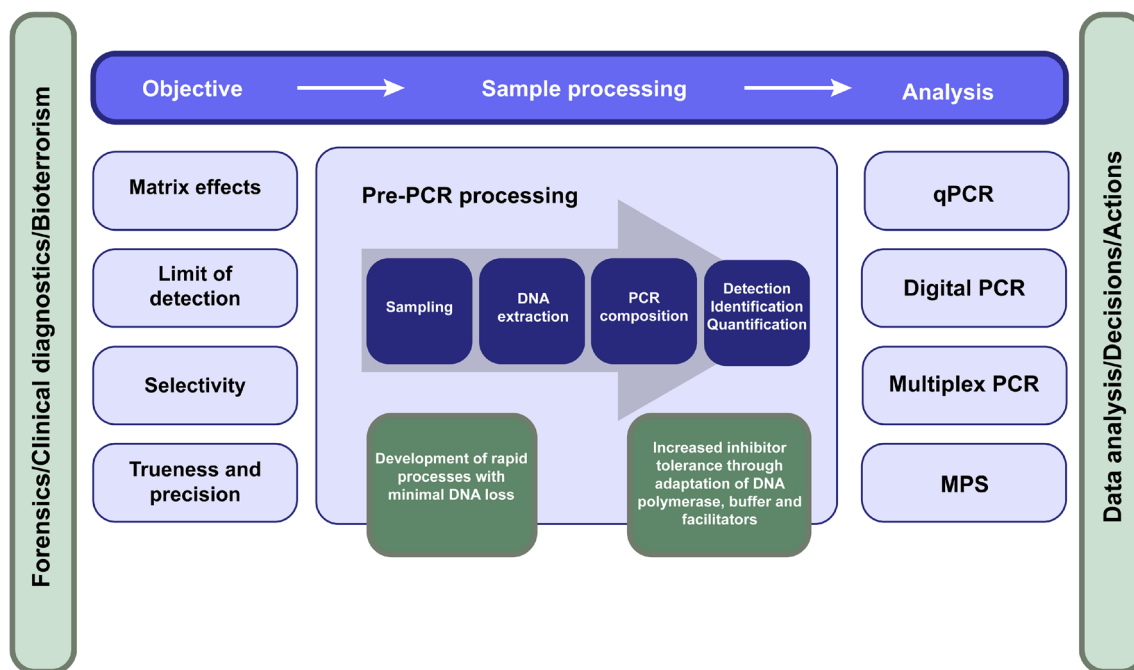 Forensics/Clinical diagnostics/Bioterrorism
Objective
Sample processing
Analysis
Matrix effects
Limit of
detection
Selectivity
Trueness and
precision
Pre-PCR processing
Sampling
DNA
extraction
PCR
composition
Detection
Identification
Quantification
Development of rapid
processes with
minimal DNA loss
Increased inhibitor
tolerance through
adaptation of DNA
polymerase, buffer and
facilitators
qPCR
Digital PCR
Multiplex PCR
MPS
Data analysis/Decisions/Actions